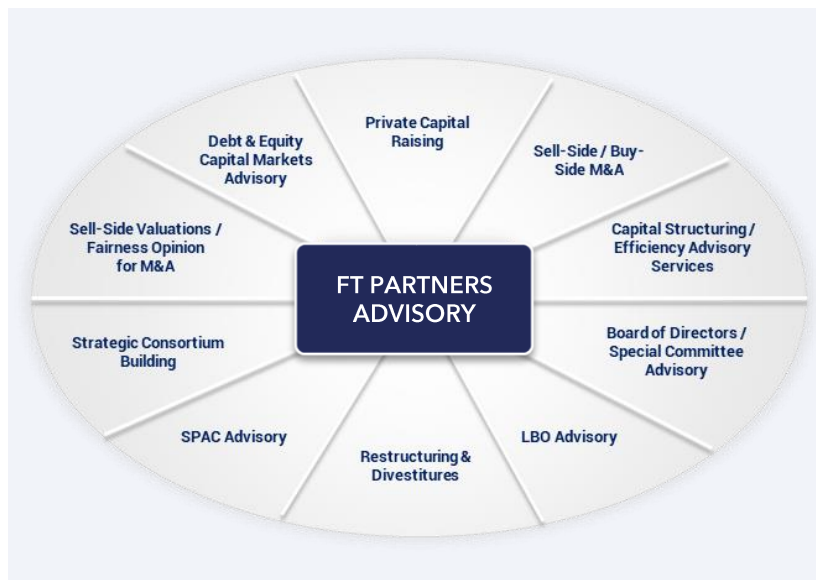 Private Capital
Raising
Debt & Equity
Capital Markets
Advisory
Sell-Side / Buy-
Side M&A
Sell-Side Valuations /
Fairness Opinion
for M&A
Capital Structuring /
Efficiency Advisory
Services
FT PARTNERS
ADVISORY
Strategic Consortium
Building
Board of Directors /
Special Committee
Advisory
SPAC Advisory
LBO Advisory
Restructuring &
Divestitures